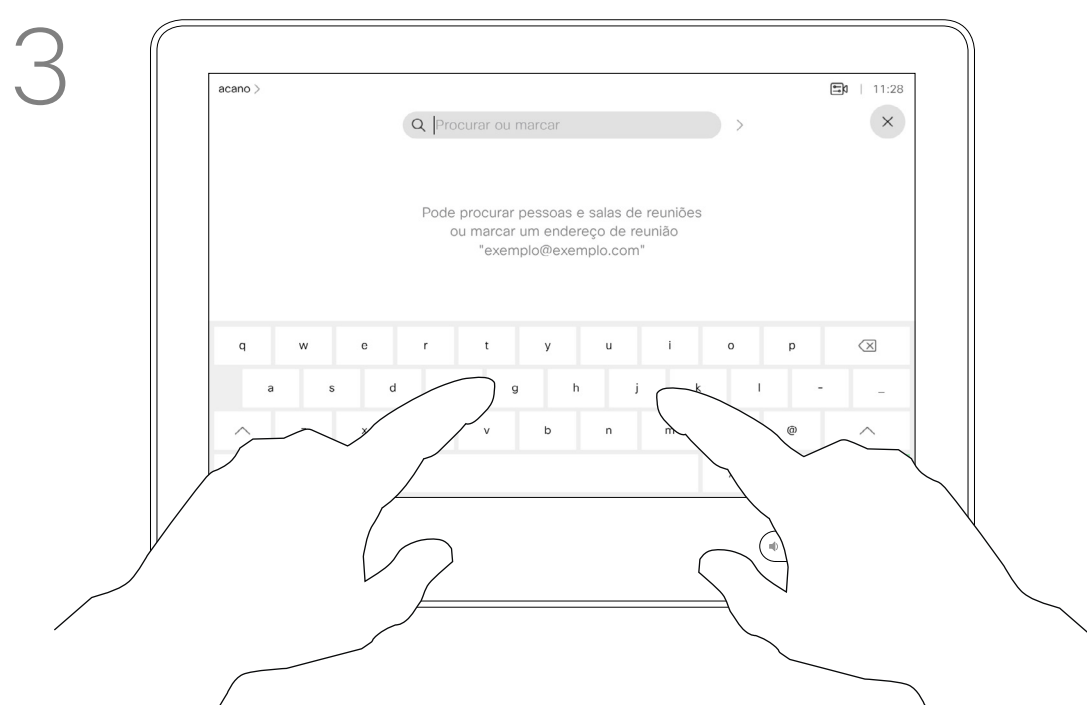 3
acano >
11:28
Procurar ou marcar
Pode procurar pessoas e salas de reuniões
ou marcar um endereço de reunião
"exemplo@exemplo.com"
q w e r t y u i o p
a s d g h j k l - _
x v b n m @